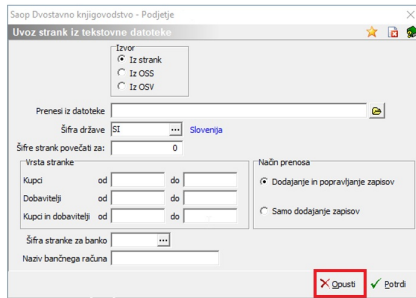 Saop Dvostavno knjigovodstvo - Podjetje
Uvoz strank iz tekstovne datoteke
Izvor
Iz strank
Iz OSS
Iz OSV
Prenesi iz datoteke
Šifra države SI ... Slovenija
Šifre strank povečati za: 0
Vrsta stranke
Kupci od do
Dobavitelji od do
Kupci in dobavitelji od do
Način prenosa
Dodajanje in popravljanje zapisov
Samo dodajanje zapisov
Šifra stranke za banko ...
Naziv bančnega računa
Opusti Potrdi